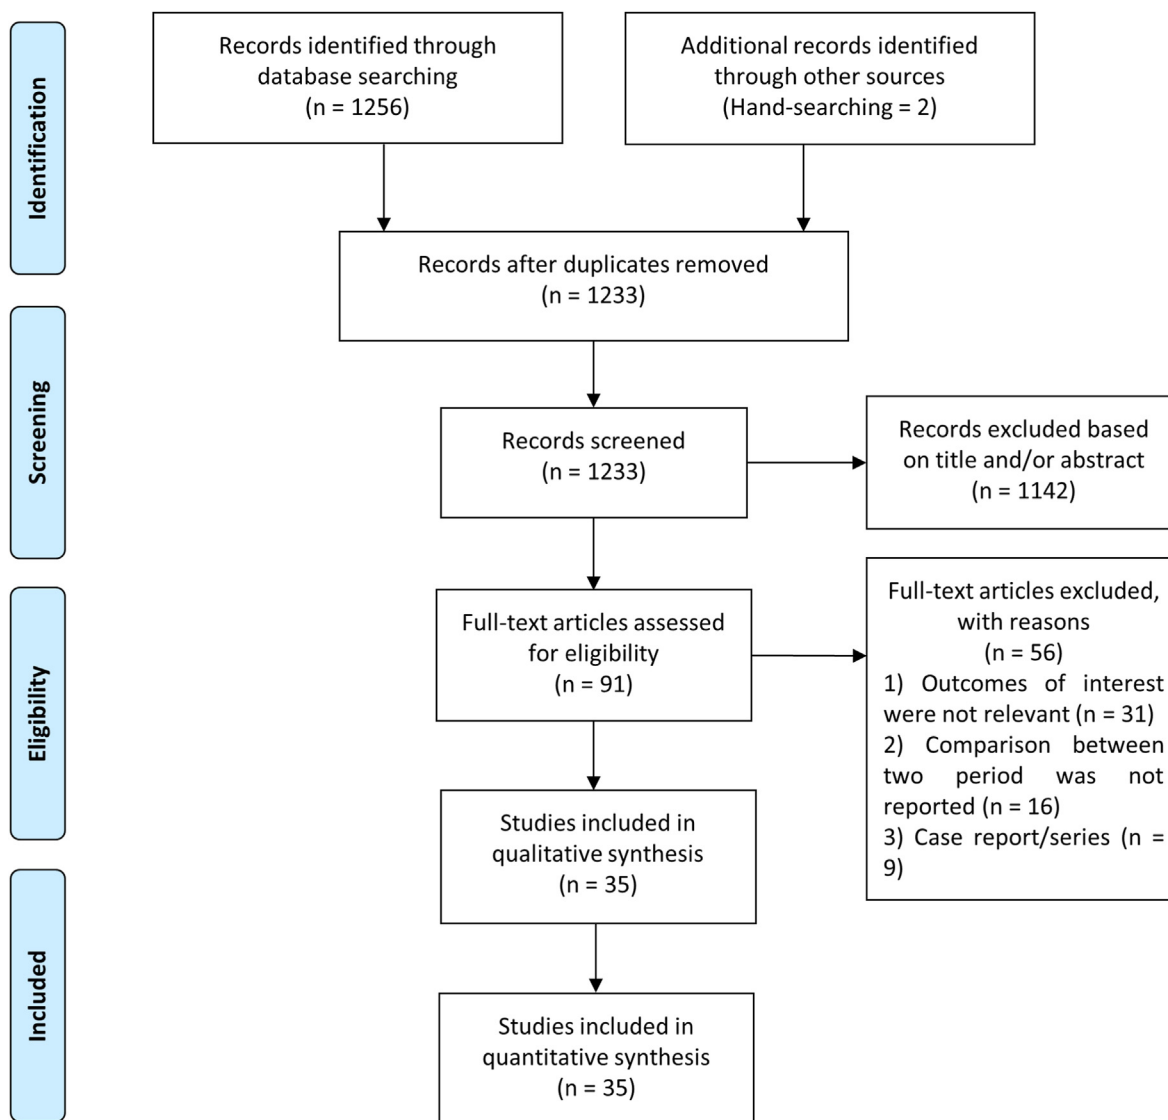 Identification
Records identified through
database searching
(n = 1256)
Additional records identified
through other sources
(Hand-searching = 2)
Records after duplicates removed
(n = 1233)
Screening
Records screened
(n = 1233)
Records excluded based
on title and/or abstract
(n = 1142)
Eligibility
Full-text articles assessed
for eligibility
(n = 91)
Full-text articles excluded,
with reasons
(n = 56)
1) Outcomes of interest
were not relevant (n = 31)
2) Comparison between
two period was not
reported (n = 16)
3) Case report/series (n =
9)
Studies included in
qualitative synthesis
(n = 35)
Included
Studies included in
quantitative synthesis
(n = 35)